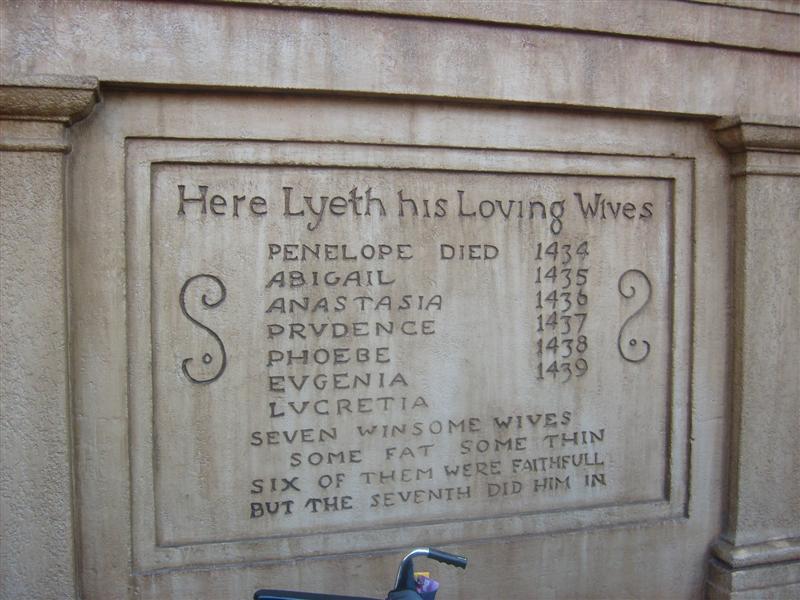 Here Lyeth his Loving Wives
PENELOPE DIED 1434
ABIGAIL 1435
ANASTASIA 1436
PRVDENCE 1437
PHOEBE 1438
EVGENIA 1439
LVCRETIA
SEVEN WINSOME WIVES
SOME FAT SOME THIN
SIX OF THEM WERE FAITHFULL
BUT THE SEVENTH DID HIM IN